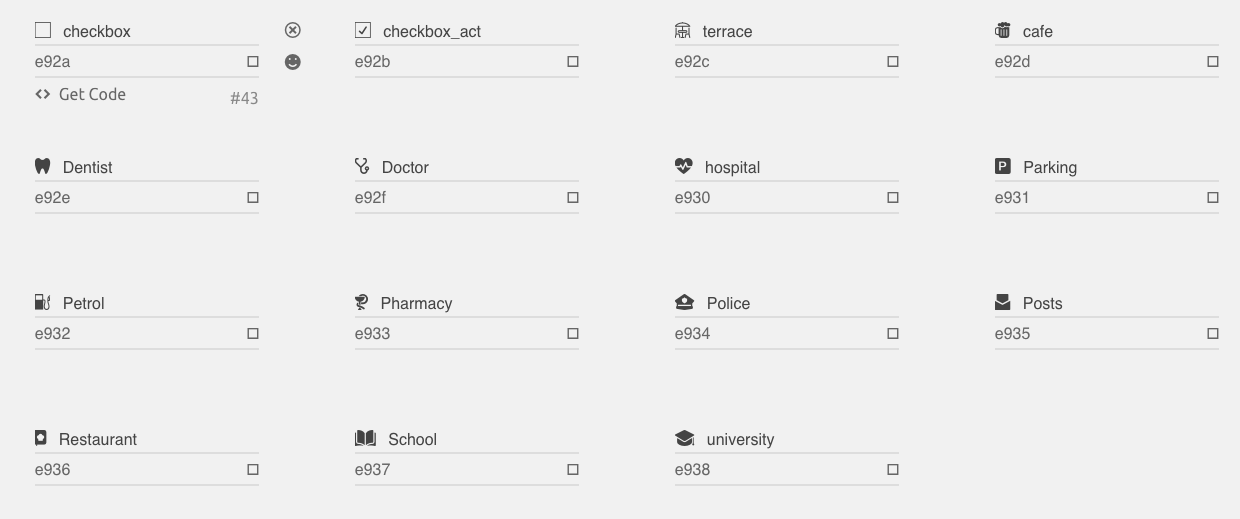 checkbox
checkbox_act
terrace
cafe
e92a
e92b
e92c
e92d
Get Code
#43
Dentist
Doctor
hospital
Parking
e92e
e92f
e930
e931
Petrol
Pharmacy
Police
Posts
e932
e933
e934
e935
Restaurant
School
university
e936
e937
e938